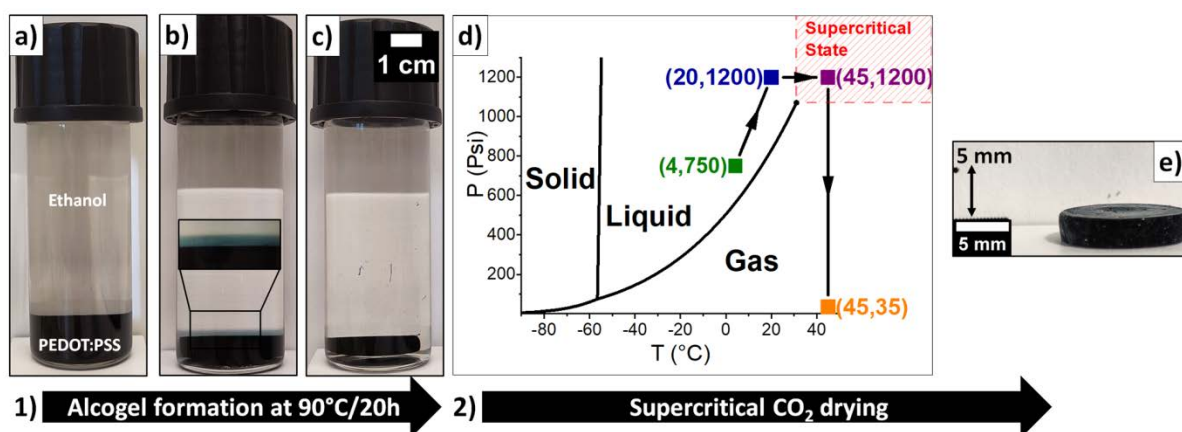 a)
Ethanol
PEDOT:PSS
b)
c)
1 cm
d)
Supercritical
State
(20,1200)
(45,1200)
(4,750)
(45,35)
Solid
Liquid
Gas
P (Psi)
1200
1000
800
600
400
200
0
-80 -60 -40 -20 0 20 40
T (°C)
e)
5 mm
5 mm
1) Alcogel formation at 90°C/20h
2) Supercritical CO₂ drying